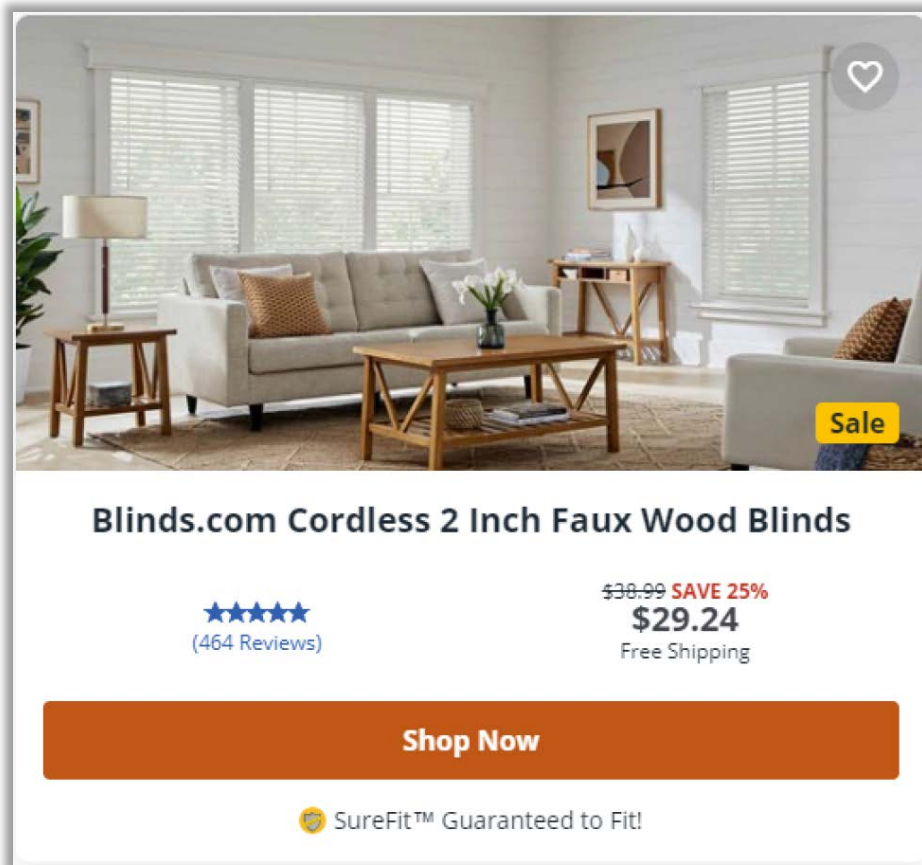 Sale
Blinds.com Cordless 2 Inch Faux Wood Blinds
★★★★★
(464 Reviews)
$38.99 SAVE 25%
$29.24
Free Shipping
Shop Now
SureFit™ Guaranteed to Fit!